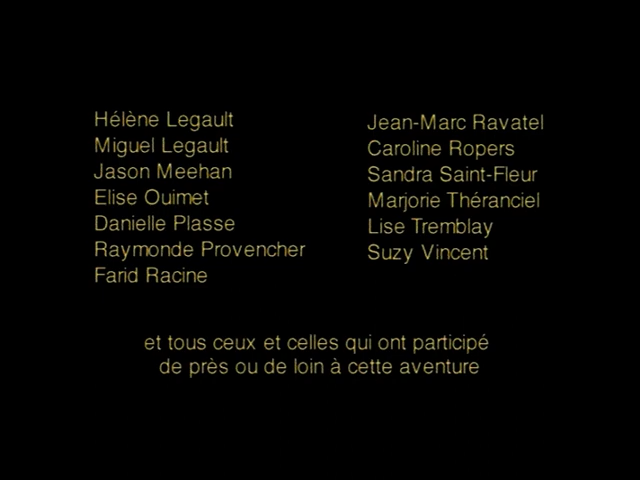 Hélène Legault
Miguel Legault
Jason Meehan
Elise Ouimet
Danielle Plasse
Raymonde Provencher
Farid Racine
Jean-Marc Ravatel
Caroline Ropers
Sandra Saint-Fleur
Marjorie Théranciel
Lise Tremblay
Suzy Vincent
et tous ceux et celles qui ont participé
de près ou de loin à cette aventure